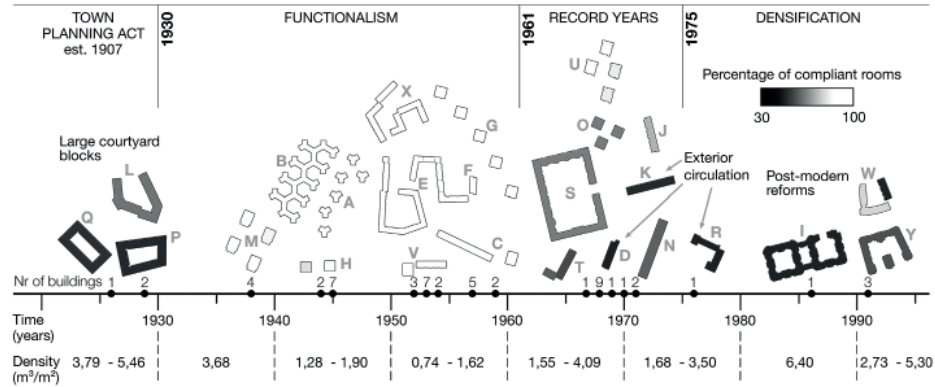 TOWN
PLANNING ACT
est. 1907
1930
FUNCTIONALISM
1961
RECORD YEARS
1975
DENSIFICATION
Percentage of compliant rooms
30 100
Large courtyard
blocks
Exterior
circulation
Post-modern
reforms
L
Q
P
B
A
M
H
X
G
E
F
V
C
U
O
J
S
K
T
D
N
R
I
W
Y
Nr of buildings 1 2 4 2 7 3 7 2 5 2 1 9 1 1 2 1 1 3
Time
(years)
1930 1940 1950 1960 1970 1980 1990
Density
(m³/m²)
3,79 - 5,46 3,68 1,28 - 1,90 0,74 - 1,62 1,55 - 4,09 1,68 - 3,50 6,40 2,73 - 5,30